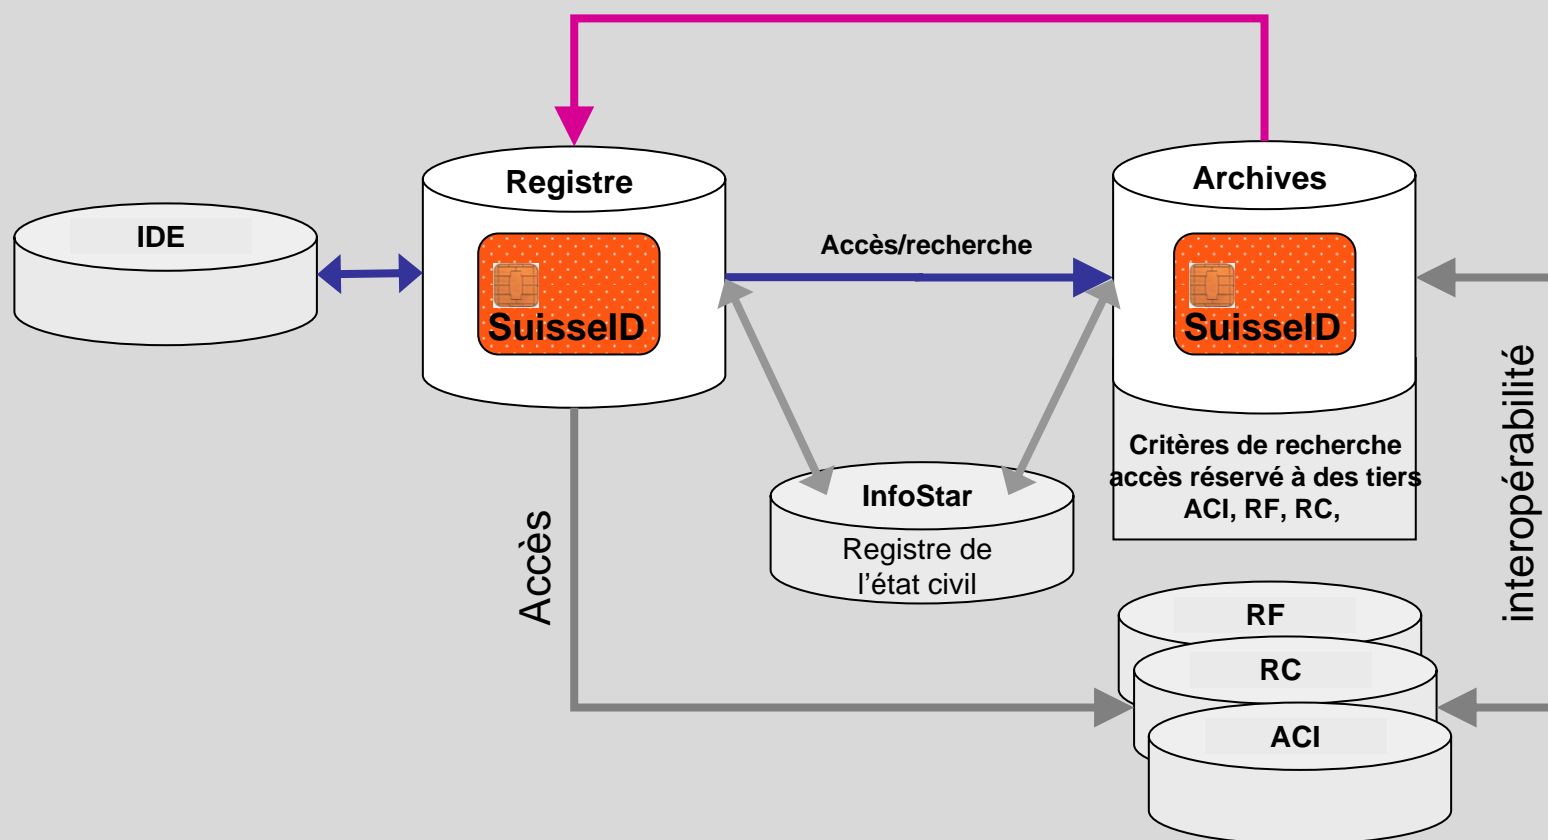 Registre
Archives
IDE
Accès/recherche
SuisseID
SuisseID
Critères de recherche
accès réservé à des tiers
ACI, RF, RC,
interopérabilité
InfoStar
Registre de
l'état civil
Accès
RF
RC
ACI